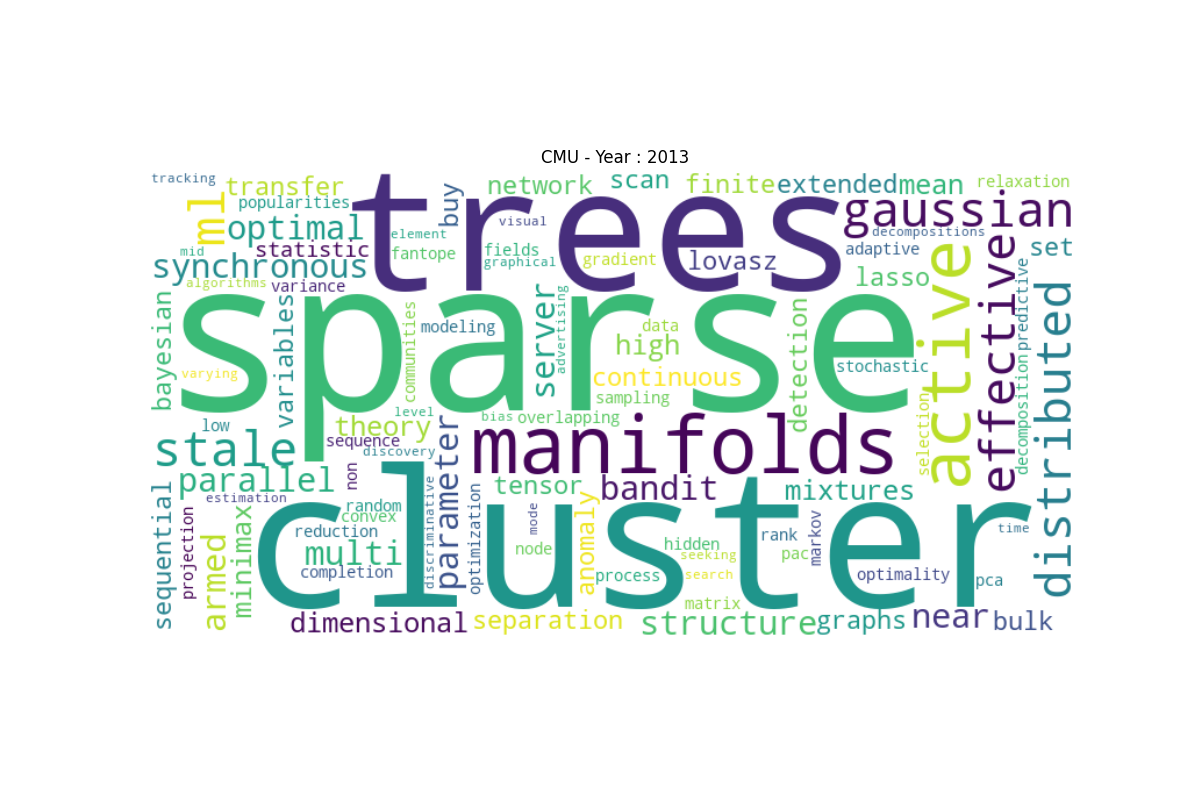 CMU - Year : 2013
tracking
transfer
popularities
ml
optimal
mid
statistic
synchronous
algorithms
variance
trees
buy
element
fantope
network
visual
fields
graphical
scan
gradient
lovasz
finite
extended
mean
relaxation
gaussian
decompositions
adaptive
set
lasso
active
effective
predictive
distributed
sparse
bayesian
varying
variables
communities
modeling
server
advertising
data
high
continuous
sampling
detection
stochastic
selection
decomposition
low
level
theory
sequence
discovery
bias
overlapping
stale
parallel
non
parameter
manifolds
estimation
tensor
bandit
mixtures
cluster
sequential
projection
armed
minimax
random
convex
reduction
multi
completion
discriminative
optimization
mode
node
anomaly
process
hidden
seeking
search
rank
pac
markov
optimality
time
pca
matrix
dimensional
separation
structure
graphs
near
bulk